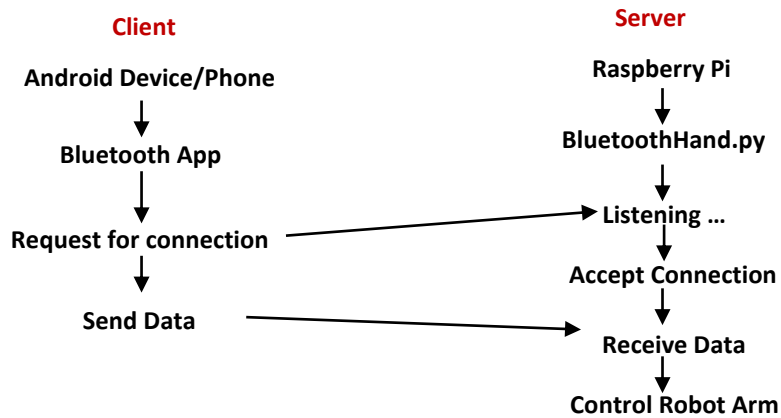 Client
Android Device/Phone
Bluetooth App
Request for connection
Send Data
Server
Raspberry Pi
BluetoothHand.py
Listening ...
Accept Connection
Receive Data
Control Robot Arm